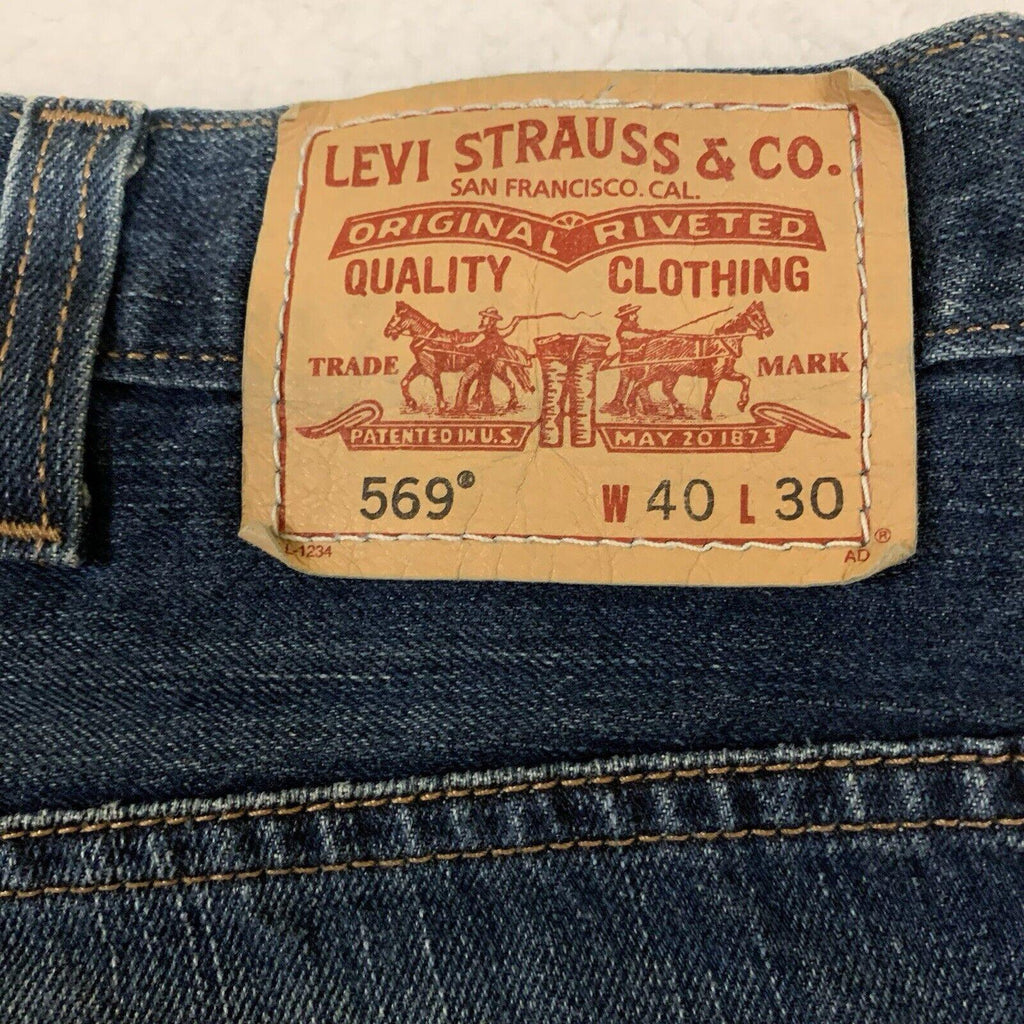 LEVI STRAUSS & CO.
SAN FRANCISCO. CAL.
ORIGINAL RIVETED
QUALITY CLOTHING
TRADE MARK
PATENTED IN U.S. MAY 20 1873
569® W 40 L 30
L-1234 AD ®